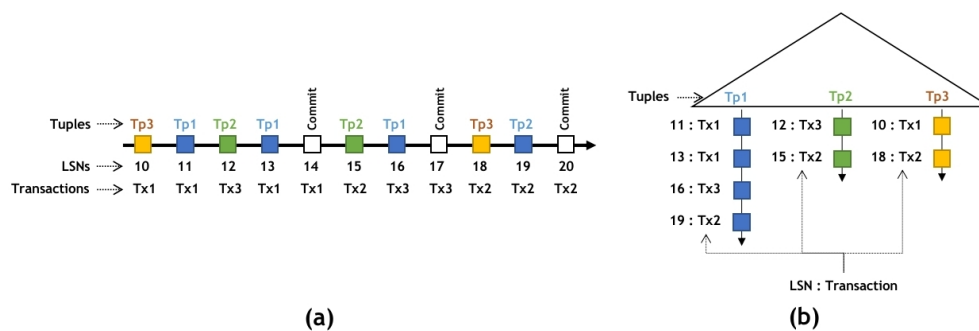 Commit Commit Commit
Tuples Tp3 Tp1 Tp2 Tp1 Tp2 Tp1 Tp3 Tp2
LSNs 10 11 12 13 14 15 16 17 18 19 20
Transactions Tx1 Tx1 Tx3 Tx1 Tx1 Tx2 Tx3 Tx3 Tx2 Tx2 Tx2
(a)
Tuples Tp1 Tp2 Tp3
11 : Tx1 12 : Tx3 10 : Tx1
13 : Tx1 15 : Tx2 18 : Tx2
16 : Tx3
19 : Tx2
LSN : Transaction
(b)